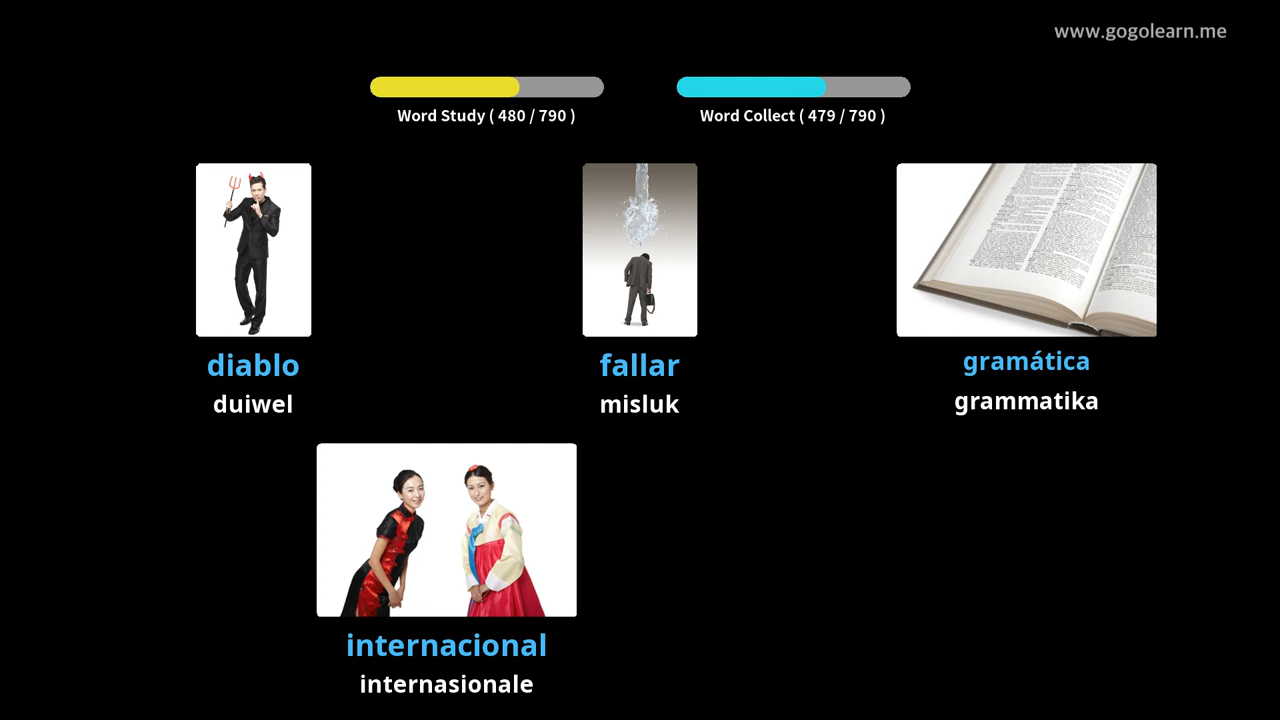 www.gogolearn.me
Word Study ( 480 / 790 )
Word Collect ( 479 / 790 )
diablo
duiwel
fallar
misluk
gramática
grammatika
internacional
internasionale